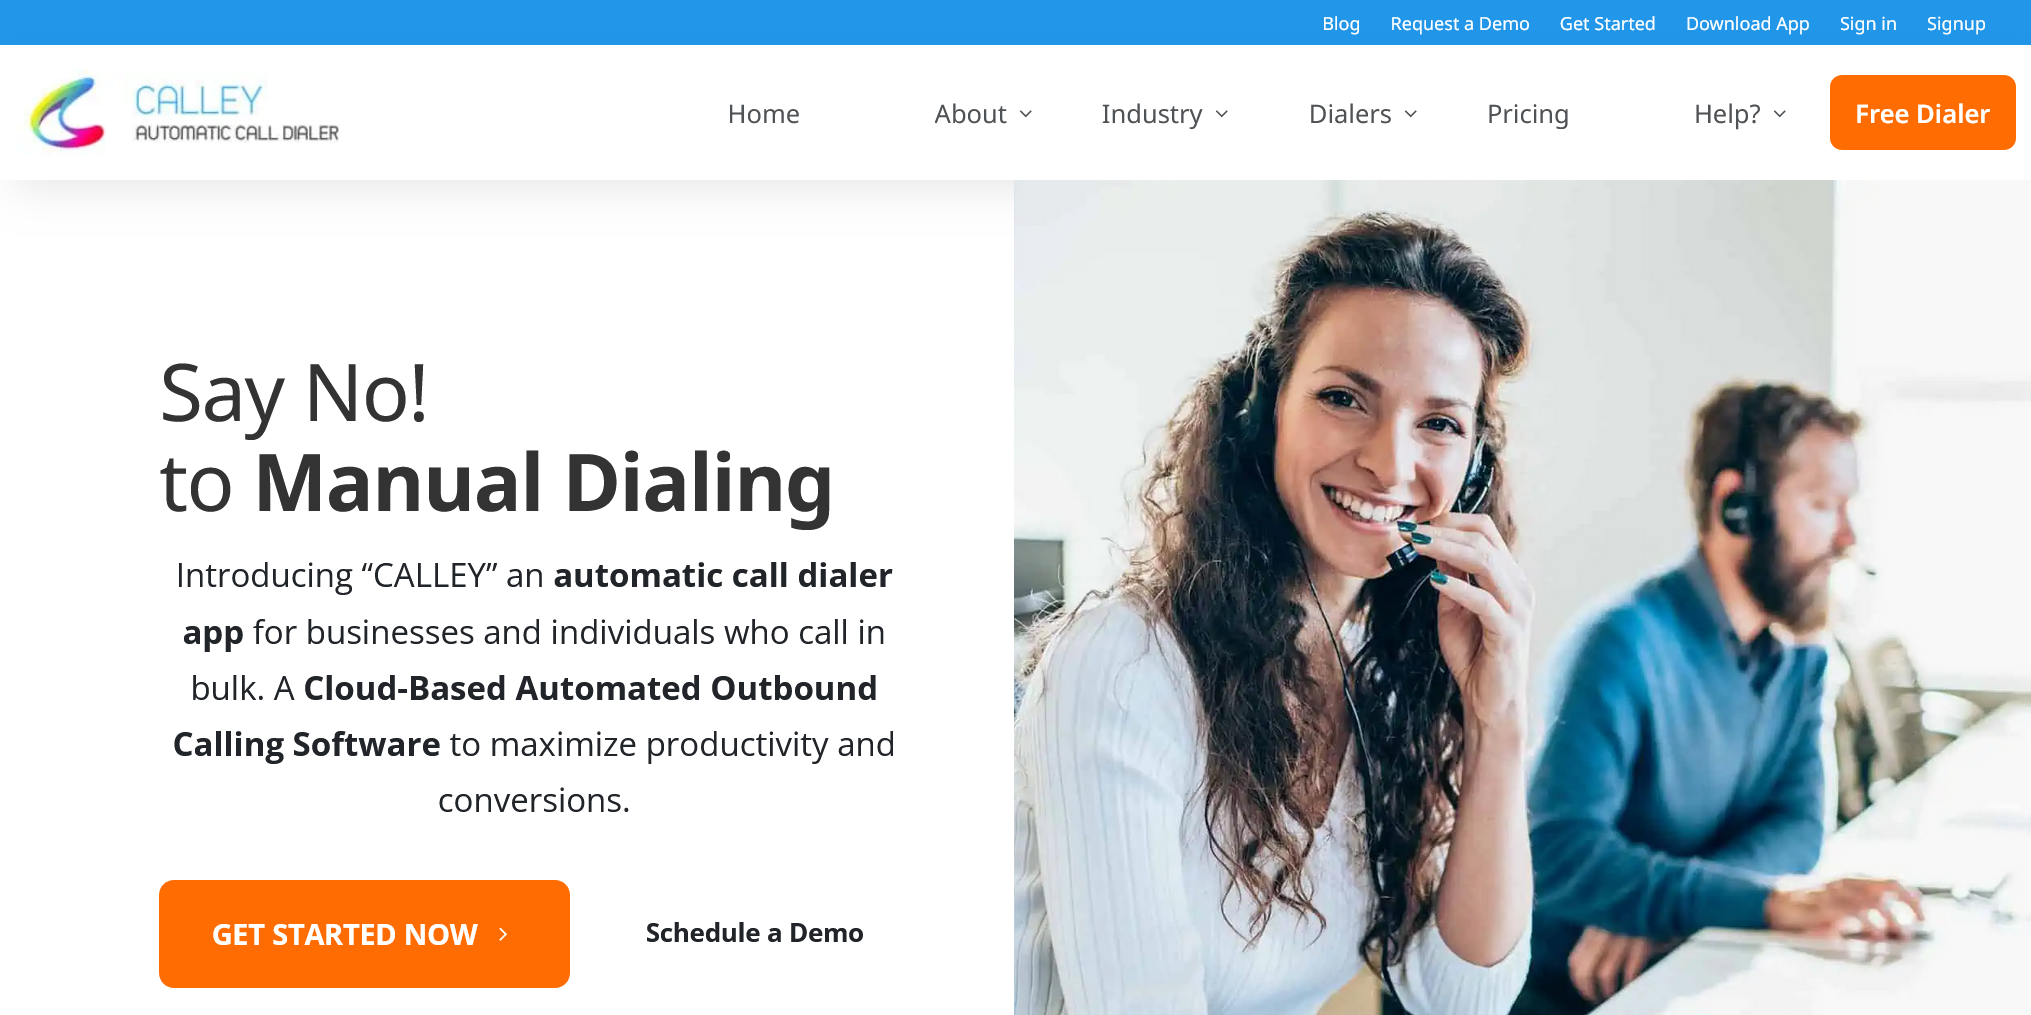 Blog Request a Demo Get Started Download App Sign in Signup
CALLEY
AUTOMATIC CALL DIALER
Home About Industry Dialers Pricing Help? Free Dialer
Say No!
to Manual Dialing
Introducing “CALLEY” an automatic call dialer
app for businesses and individuals who call in
bulk. A Cloud-Based Automated Outbound
Calling Software to maximize productivity and
conversions.
GET STARTED NOW
Schedule a Demo